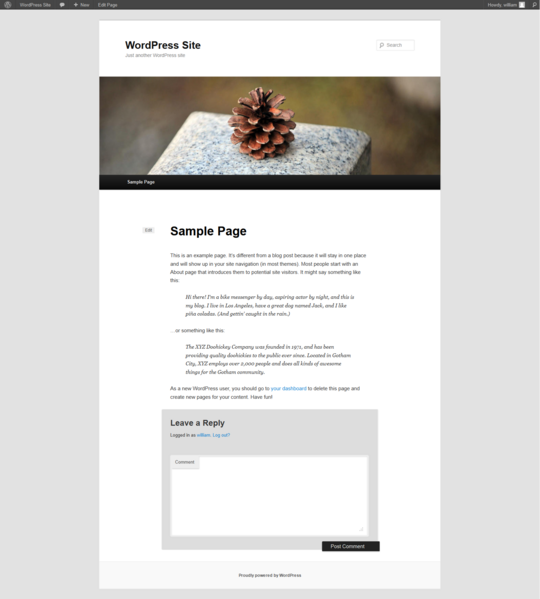 WordPress Site
New
Edit Page
Howdy, william
WordPress Site
Just another WordPress site
Search
Sample Page
Edit
Sample Page
This is an example page. It's different from a blog post because it will stay in one place
and will show up in your site navigation (in most themes). Most people start with an
About page that introduces them to potential site visitors. It might say something like
this:
Hi there! I'm a bike messenger by day, aspiring actor by night, and this is
my blog. I live in Los Angeles, have a great dog named Jack, and I like
piña coladas. (And gettin' caught in the rain.)
...or something like this:
The XYZ Doohickey Company was founded in 1971, and has been
providing quality doohickies to the public ever since. Located in Gotham
City, XYZ employs over 2,000 people and does all kinds of awesome
things for the Gotham community.
As a new WordPress user, you should go to your dashboard to delete this page and
create new pages for your content. Have fun!
Leave a Reply
Logged in as william. Log out?
Comment
Post Comment
Proudly powered by WordPress